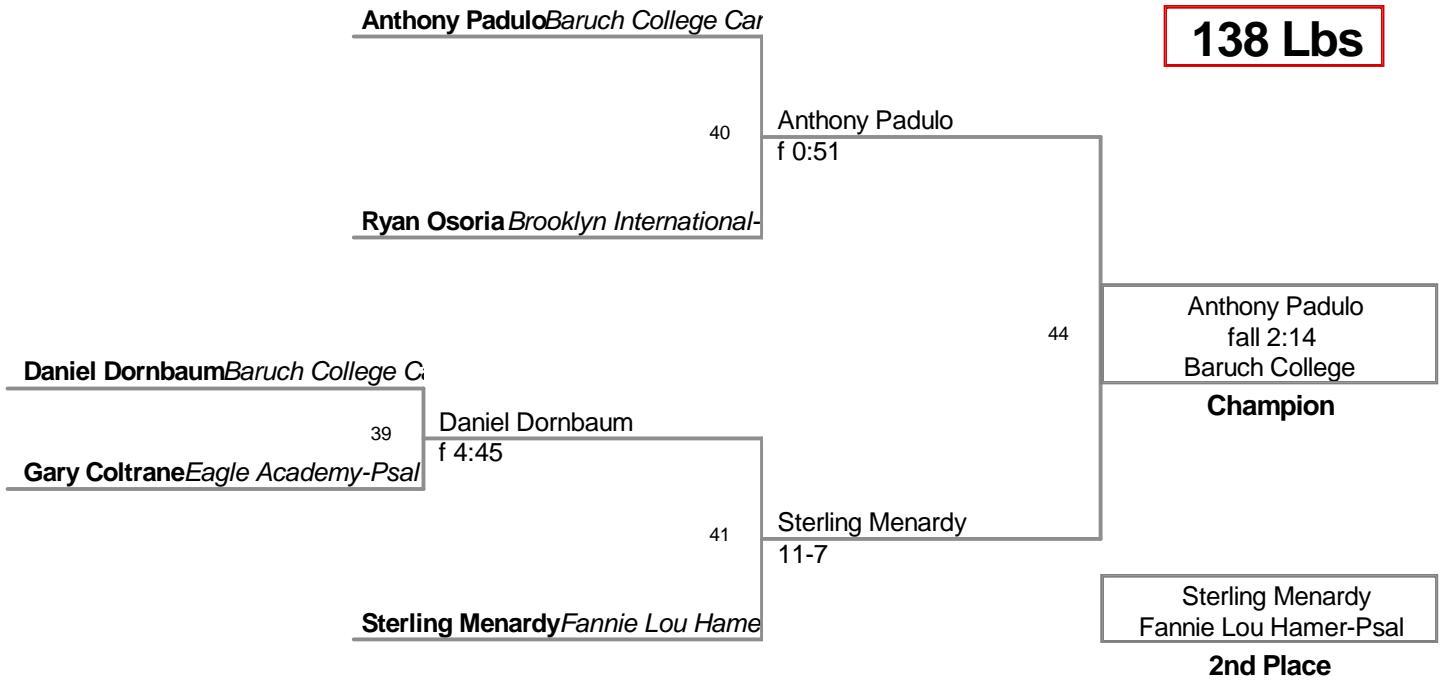 Anthony Padulo Baruch College Car
138 Lbs
40
Anthony Padulo
f 0:51
Ryan Osoria Brooklyn International-
44
Anthony Padulo
fall 2:14
Baruch College
Champion
Daniel Dornbaum Baruch College Ca
39
Daniel Dornbaum
f 4:45
Gary Coltrane Eagle Academy-Psal
41
Sterling Menardy
11-7
Sterling Menardy Fannie Lou Hame
Sterling Menardy
Fannie Lou Hamer-Psal
2nd Place